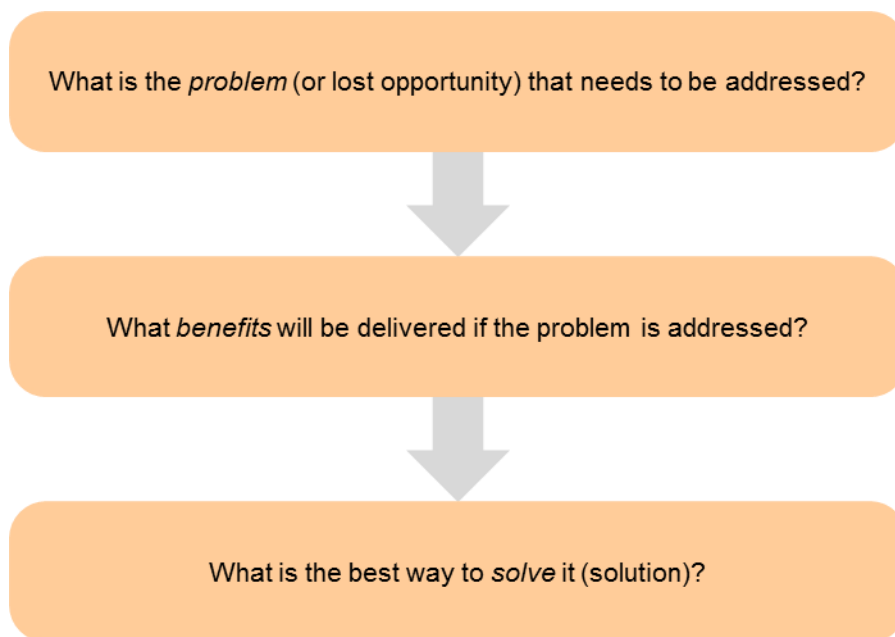 What is the problem (or lost opportunity) that needs to be addressed?
What benefits will be delivered if the problem is addressed?
What is the best way to solve it (solution)?